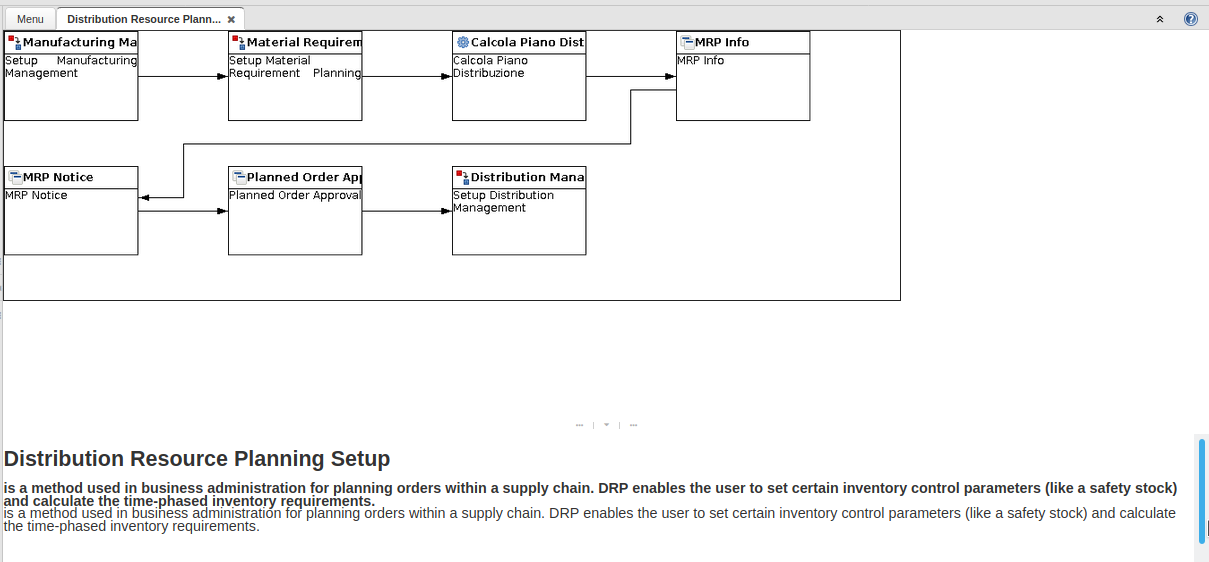 Menu
Distribution Resource Plann...
Manufacturing Ma
Setup Manufacturing
Management
Material Requirem
Setup Material
Requirement Planning
Calcola Piano Dist
Calcola Piano
Distribuzione
MRP Info
MRP Info
MRP Notice
MRP Notice
Planned Order App
Planned Order Approval
Distribution Mana
Setup Distribution
Management
Distribution Resource Planning Setup
is a method used in business administration for planning orders within a supply chain. DRP enables the user to set certain inventory control parameters (like a safety stock)
and calculate the time-phased inventory requirements.
is a method used in business administration for planning orders within a supply chain. DRP enables the user to set certain inventory control parameters (like a safety stock) and calculate
the time-phased inventory requirements.